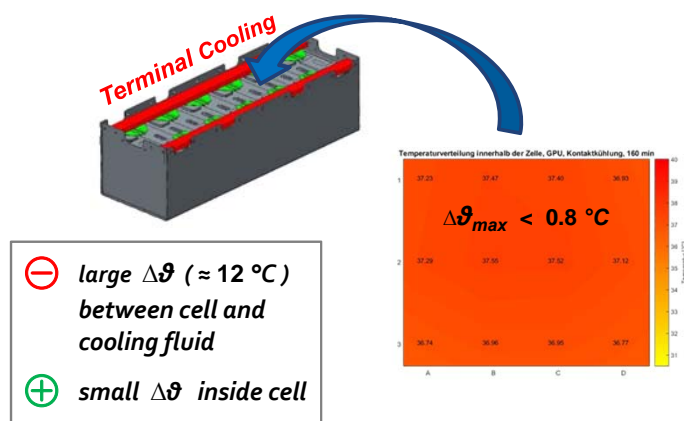 Terminal Cooling
Temperaturverteilung innerhalb der Zelle, GPU, Kontaktkühlung, 160 min
1 37.23 37.47 37.40 36.93
Δϑmax < 0.8 °C
2 37.29 37.55 37.52 37.12
3 36.74 36.96 36.95 36.77
A B C D
40
39
38
37
36
35
34
33
32
31
⊖ large Δϑ ( ≈ 12 °C )
between cell and
cooling fluid
⊕ small Δϑ inside cell